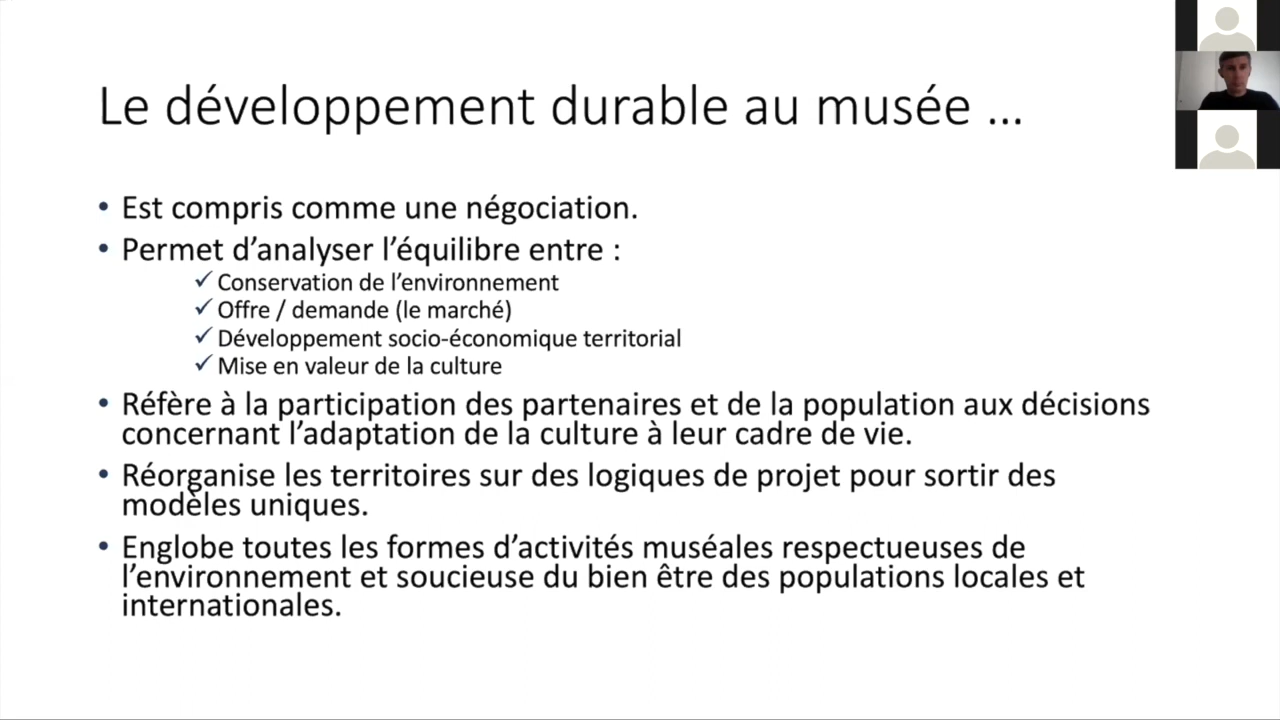 Le développement durable au musée ...
• Est compris comme une négociation.
• Permet d’analyser l’équilibre entre :
✓ Conservation de l’environnement
✓ Offre / demande (le marché)
✓ Développement socio-économique territorial
✓ Mise en valeur de la culture
• Réfère à la participation des partenaires et de la population aux décisions
concernant l’adaptation de la culture à leur cadre de vie.
• Réorganise les territoires sur des logiques de projet pour sortir des
modèles uniques.
• Englobe toutes les formes d’activités muséales respectueuses de
l’environnement et soucieuse du bien être des populations locales et
internationales.